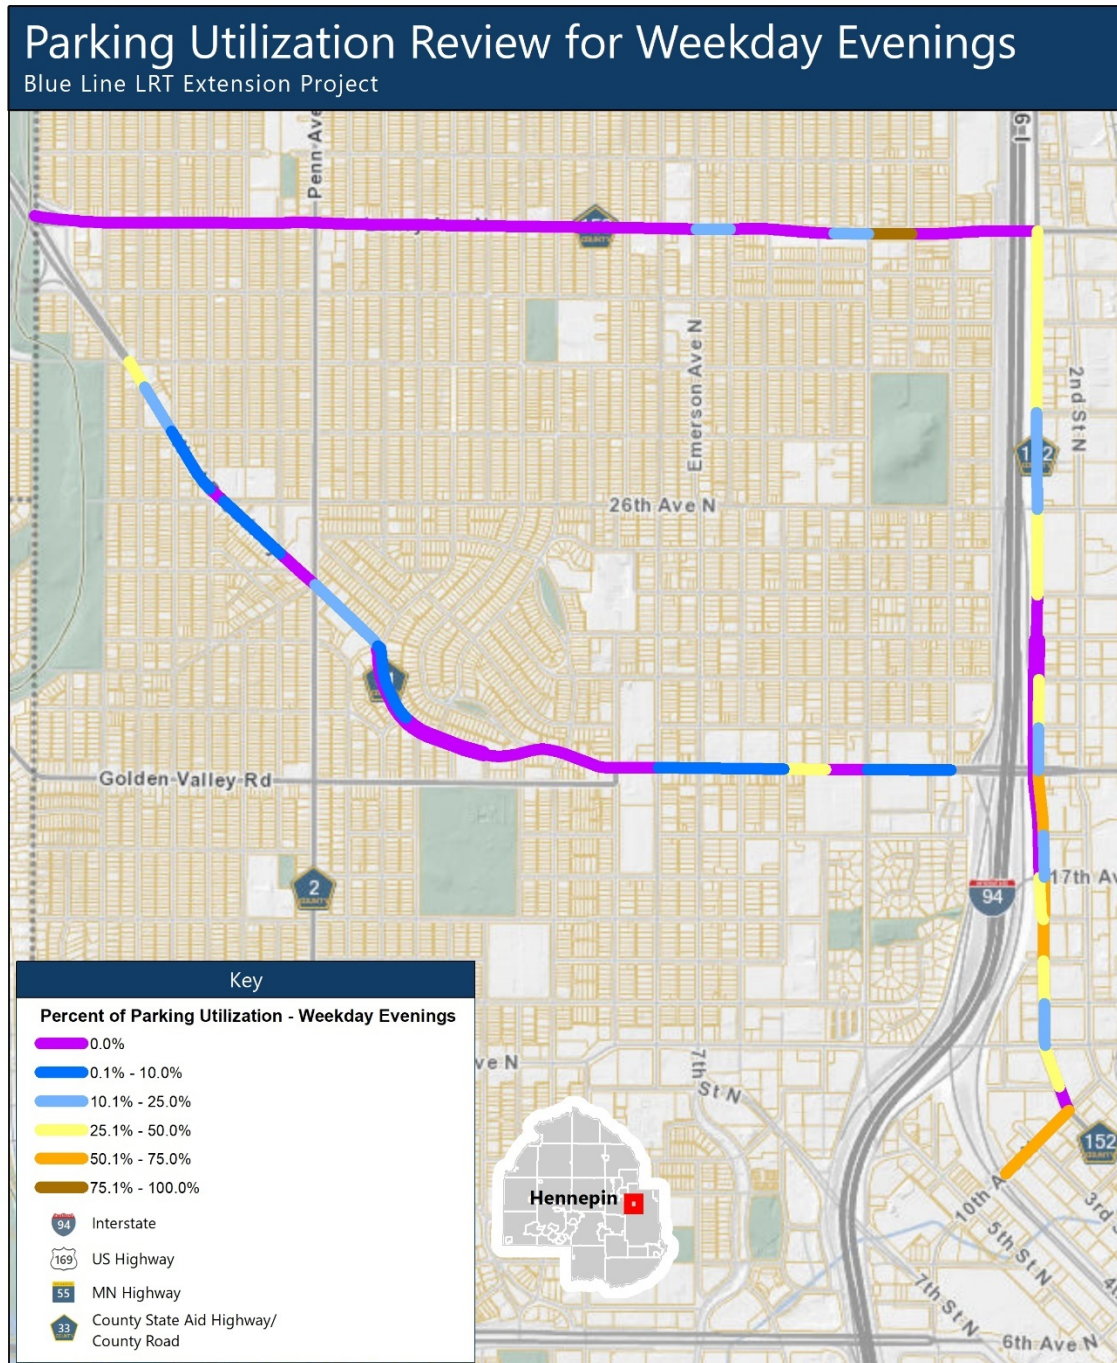 Parking Utilization Review for Weekday Evenings
Blue Line LRT Extension Project
Penn Ave
Emerson Ave N
2nd St N
26th Ave N
Golden Valley Rd
2
COUNTY
94
17th Av
ve N
7th St N
152
COUNTY
10th A
3rd S
5th St N
4th
7th St N
6th Ave N
Hennepin
Key
Percent of Parking Utilization - Weekday Evenings
0.0%
0.1% - 10.0%
10.1% - 25.0%
25.1% - 50.0%
50.1% - 75.0%
75.1% - 100.0%
94
Interstate
169
US Highway
55
MN Highway
33
County State Aid Highway/
County Road